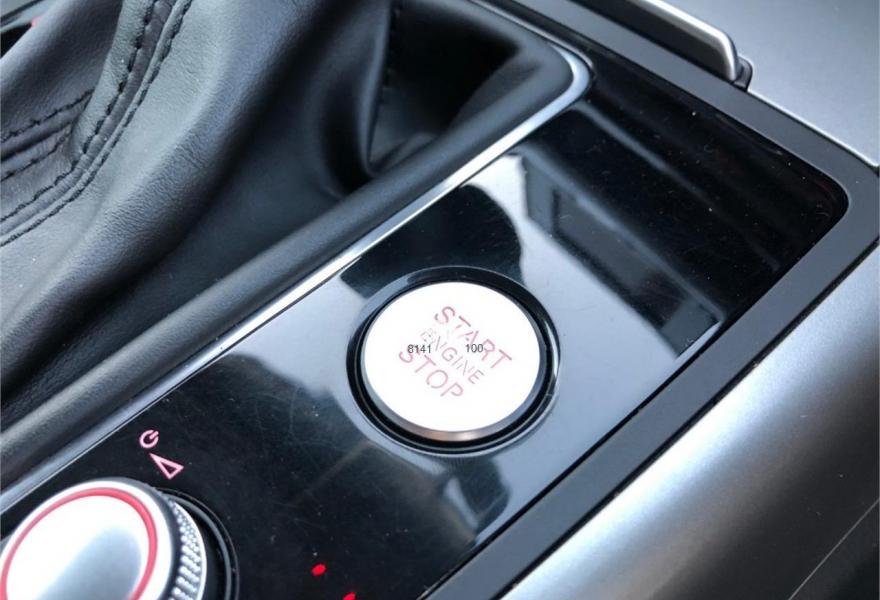 START
ENGINE
STOP
8141 100